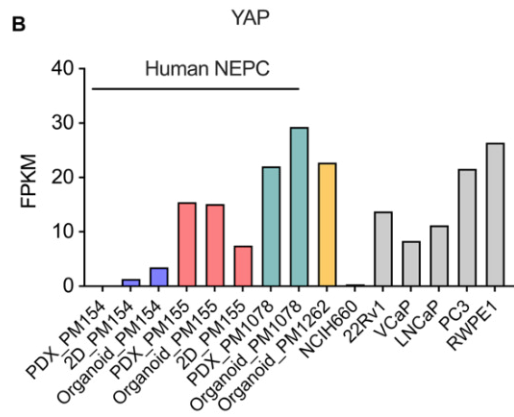 B
YAP
Human NEPC
FPKM
40
30
20
10
0
PDX_PM154
2D_PM154
Organoid_PM154
PDX_PM155
Organoid_PM155
2D_PM155
PDX_PM1078
Organoid_PM1078
Organoid_PM1262
NCIH660
22Rv1
VCaP
LNCaP
PC3
RWPE1